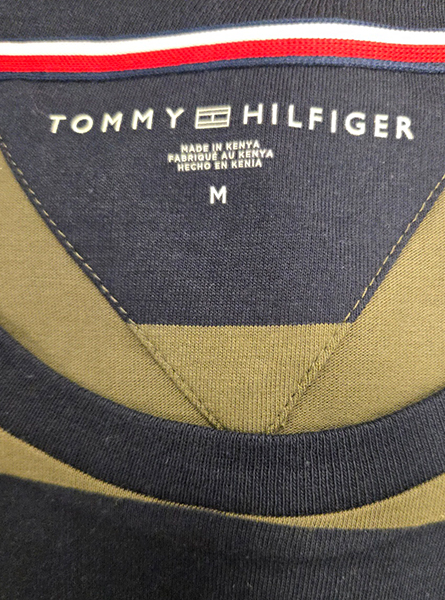 TOMMY HILFIGER
MADE IN KENYA
FABRIQUÉ AU KENYA
HECHO EN KENIA
M